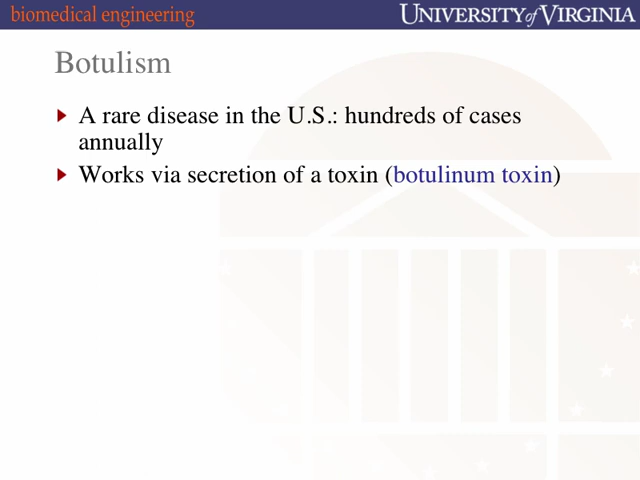 biomedical engineering
UNIVERSITY of VIRGINIA
Botulism
A rare disease in the U.S.: hundreds of cases
annually
Works via secretion of a toxin (botulinum toxin)